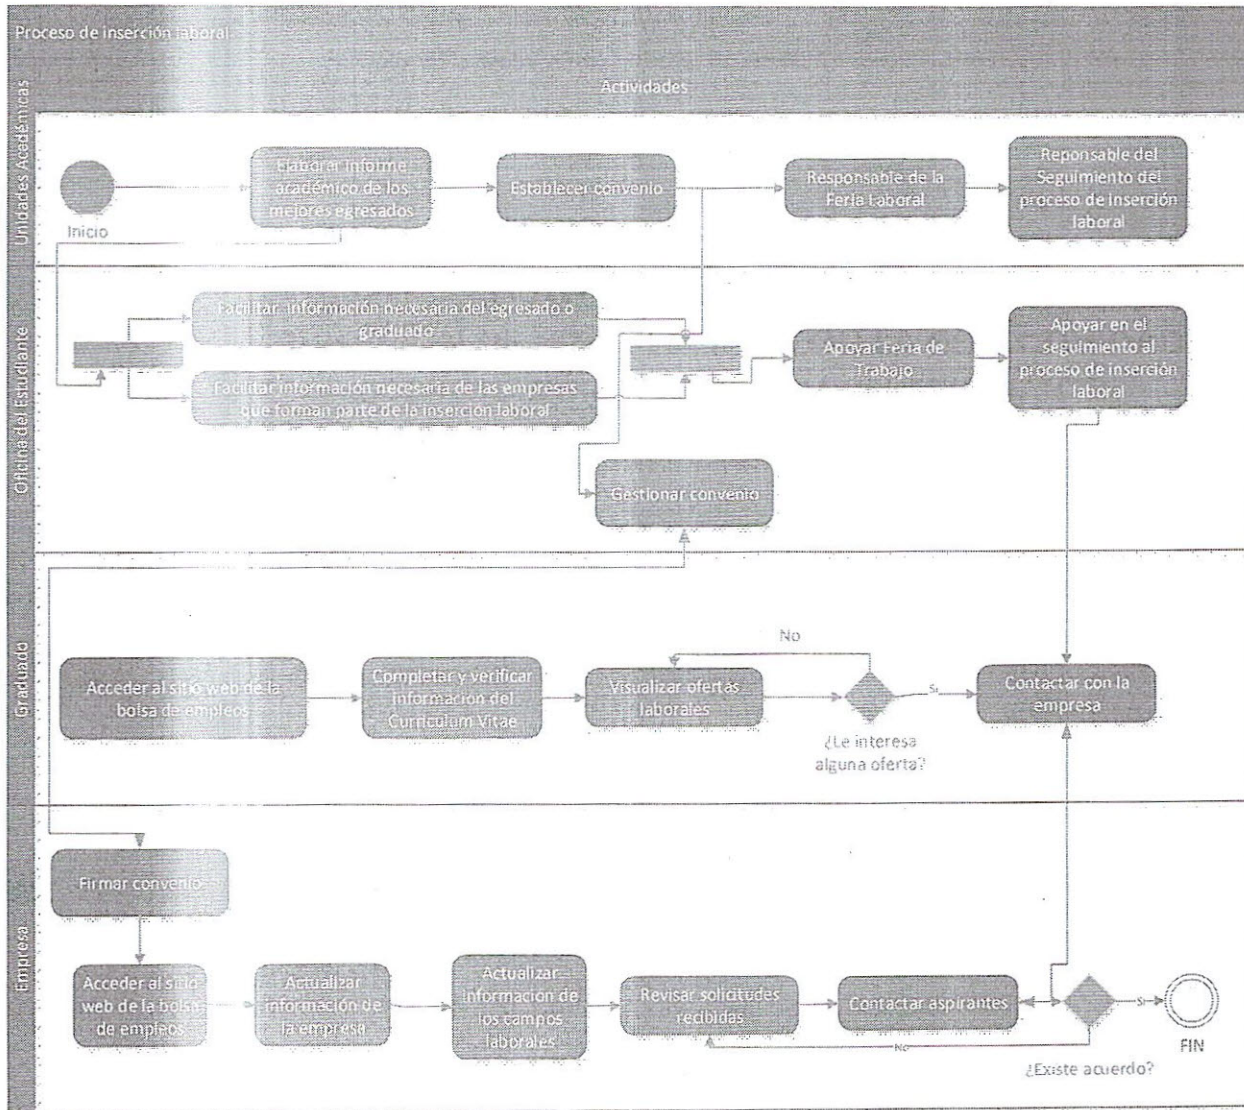 Proceso de inserción laboral
Actividades
Unidades Acedémicas
Inicio
Elaborar informe
académico de los
mejores egresados
Establecer convenio
Responsable de la
Feria Laboral
Reponsable del
Seguimiento del
proceso de inserción
laboral
Oficina del Estudiante
Facilitar información necesaria del egresado o
graduado
Facilitar información necesaria de las empresas
que forman parte de la inserción laboral
Apoyar Feria de
Trabajo
Apoyar en el
seguimiento al
proceso de inserción
laboral
Gestionar convenio
Graduado
Acceder al sitio web de la
bolsa de empleos
Completar y verificar
información del
Curriculum Vitae
Visualizar ofertas
laborales
No
¿Le interesa
alguna oferta?
Si
Contactar con la
empresa
Empresa
Firmar convenio
Acceder al sitio
web de la bolsa
de empleos
Actualizar
información de
la empresa
Actualizar
información de
los campos
laborales
Revisar solicitudes
recibidas
Contactar aspirantes
No
¿Existe acuerdo?
Si
FIN